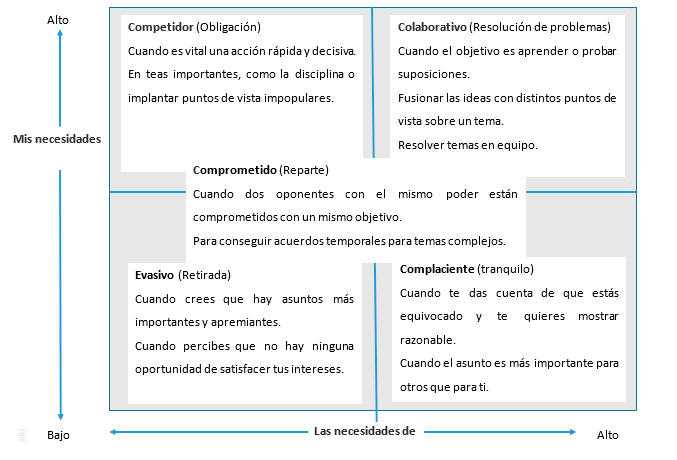 Alto
Competidor (Obligación)
Cuando es vital una acción rápida y decisiva.
En teas importantes, como la disciplina o
implantar puntos de vista impopulares.
Colaborativo (Resolución de problemas)
Cuando el objetivo es aprender o probar
suposiciones.
Fusionar las ideas con distintos puntos de
vista sobre un tema.
Resolver temas en equipo.
Mis necesidades
Comprometido (Reparte)
Cuando dos oponentes con el mismo poder están
comprometidos con un mismo objetivo.
Para conseguir acuerdos temporales para temas complejos.
Evasivo (Retirada)
Cuando crees que hay asuntos más
importantes y apremiantes.
Cuando percibes que no hay ninguna
oportunidad de satisfacer tus intereses.
Complaciente (tranquilo)
Cuando te das cuenta de que estás
equivocado y te quieres mostrar
razonable.
Cuando el asunto es más importante para
otros que para ti.
Bajo
Las necesidades de
Alto